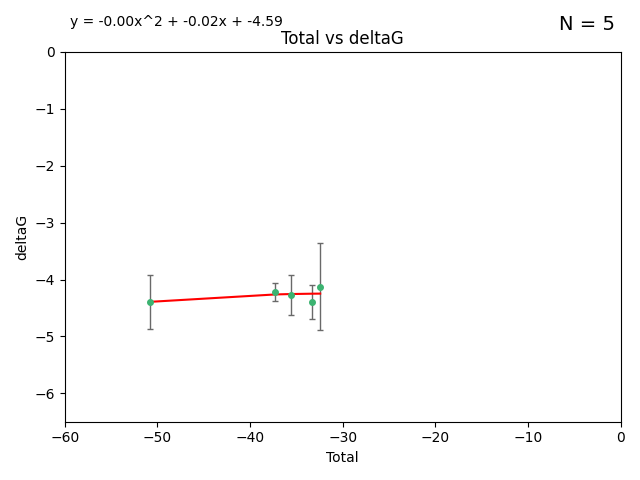 y = -0.00x^2 + -0.02x + -4.59
N = 5
Total vs deltaG
0
−1
−2
−3
−4
−5
−6
deltaG
−60
−50
−40
−30
−20
−10
0
Total